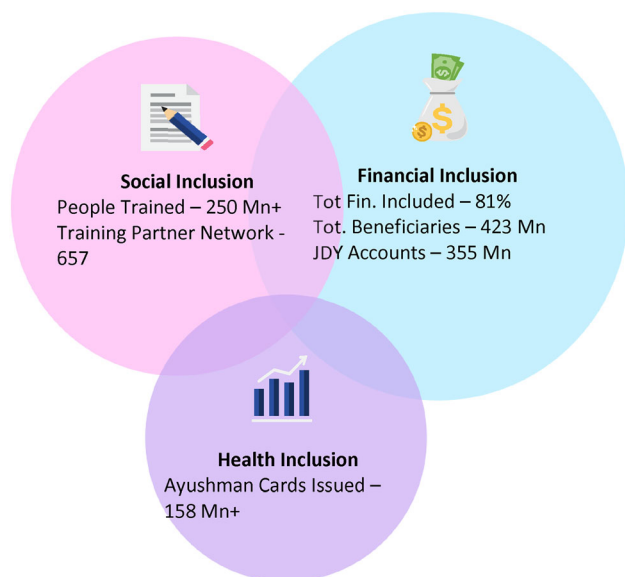 Social Inclusion
People Trained – 250 Mn+
Training Partner Network -
657
Financial Inclusion
Tot Fin. Included – 81%
Tot. Beneficiaries – 423 Mn
JDY Accounts – 355 Mn
Health Inclusion
Ayushman Cards Issued –
158 Mn+